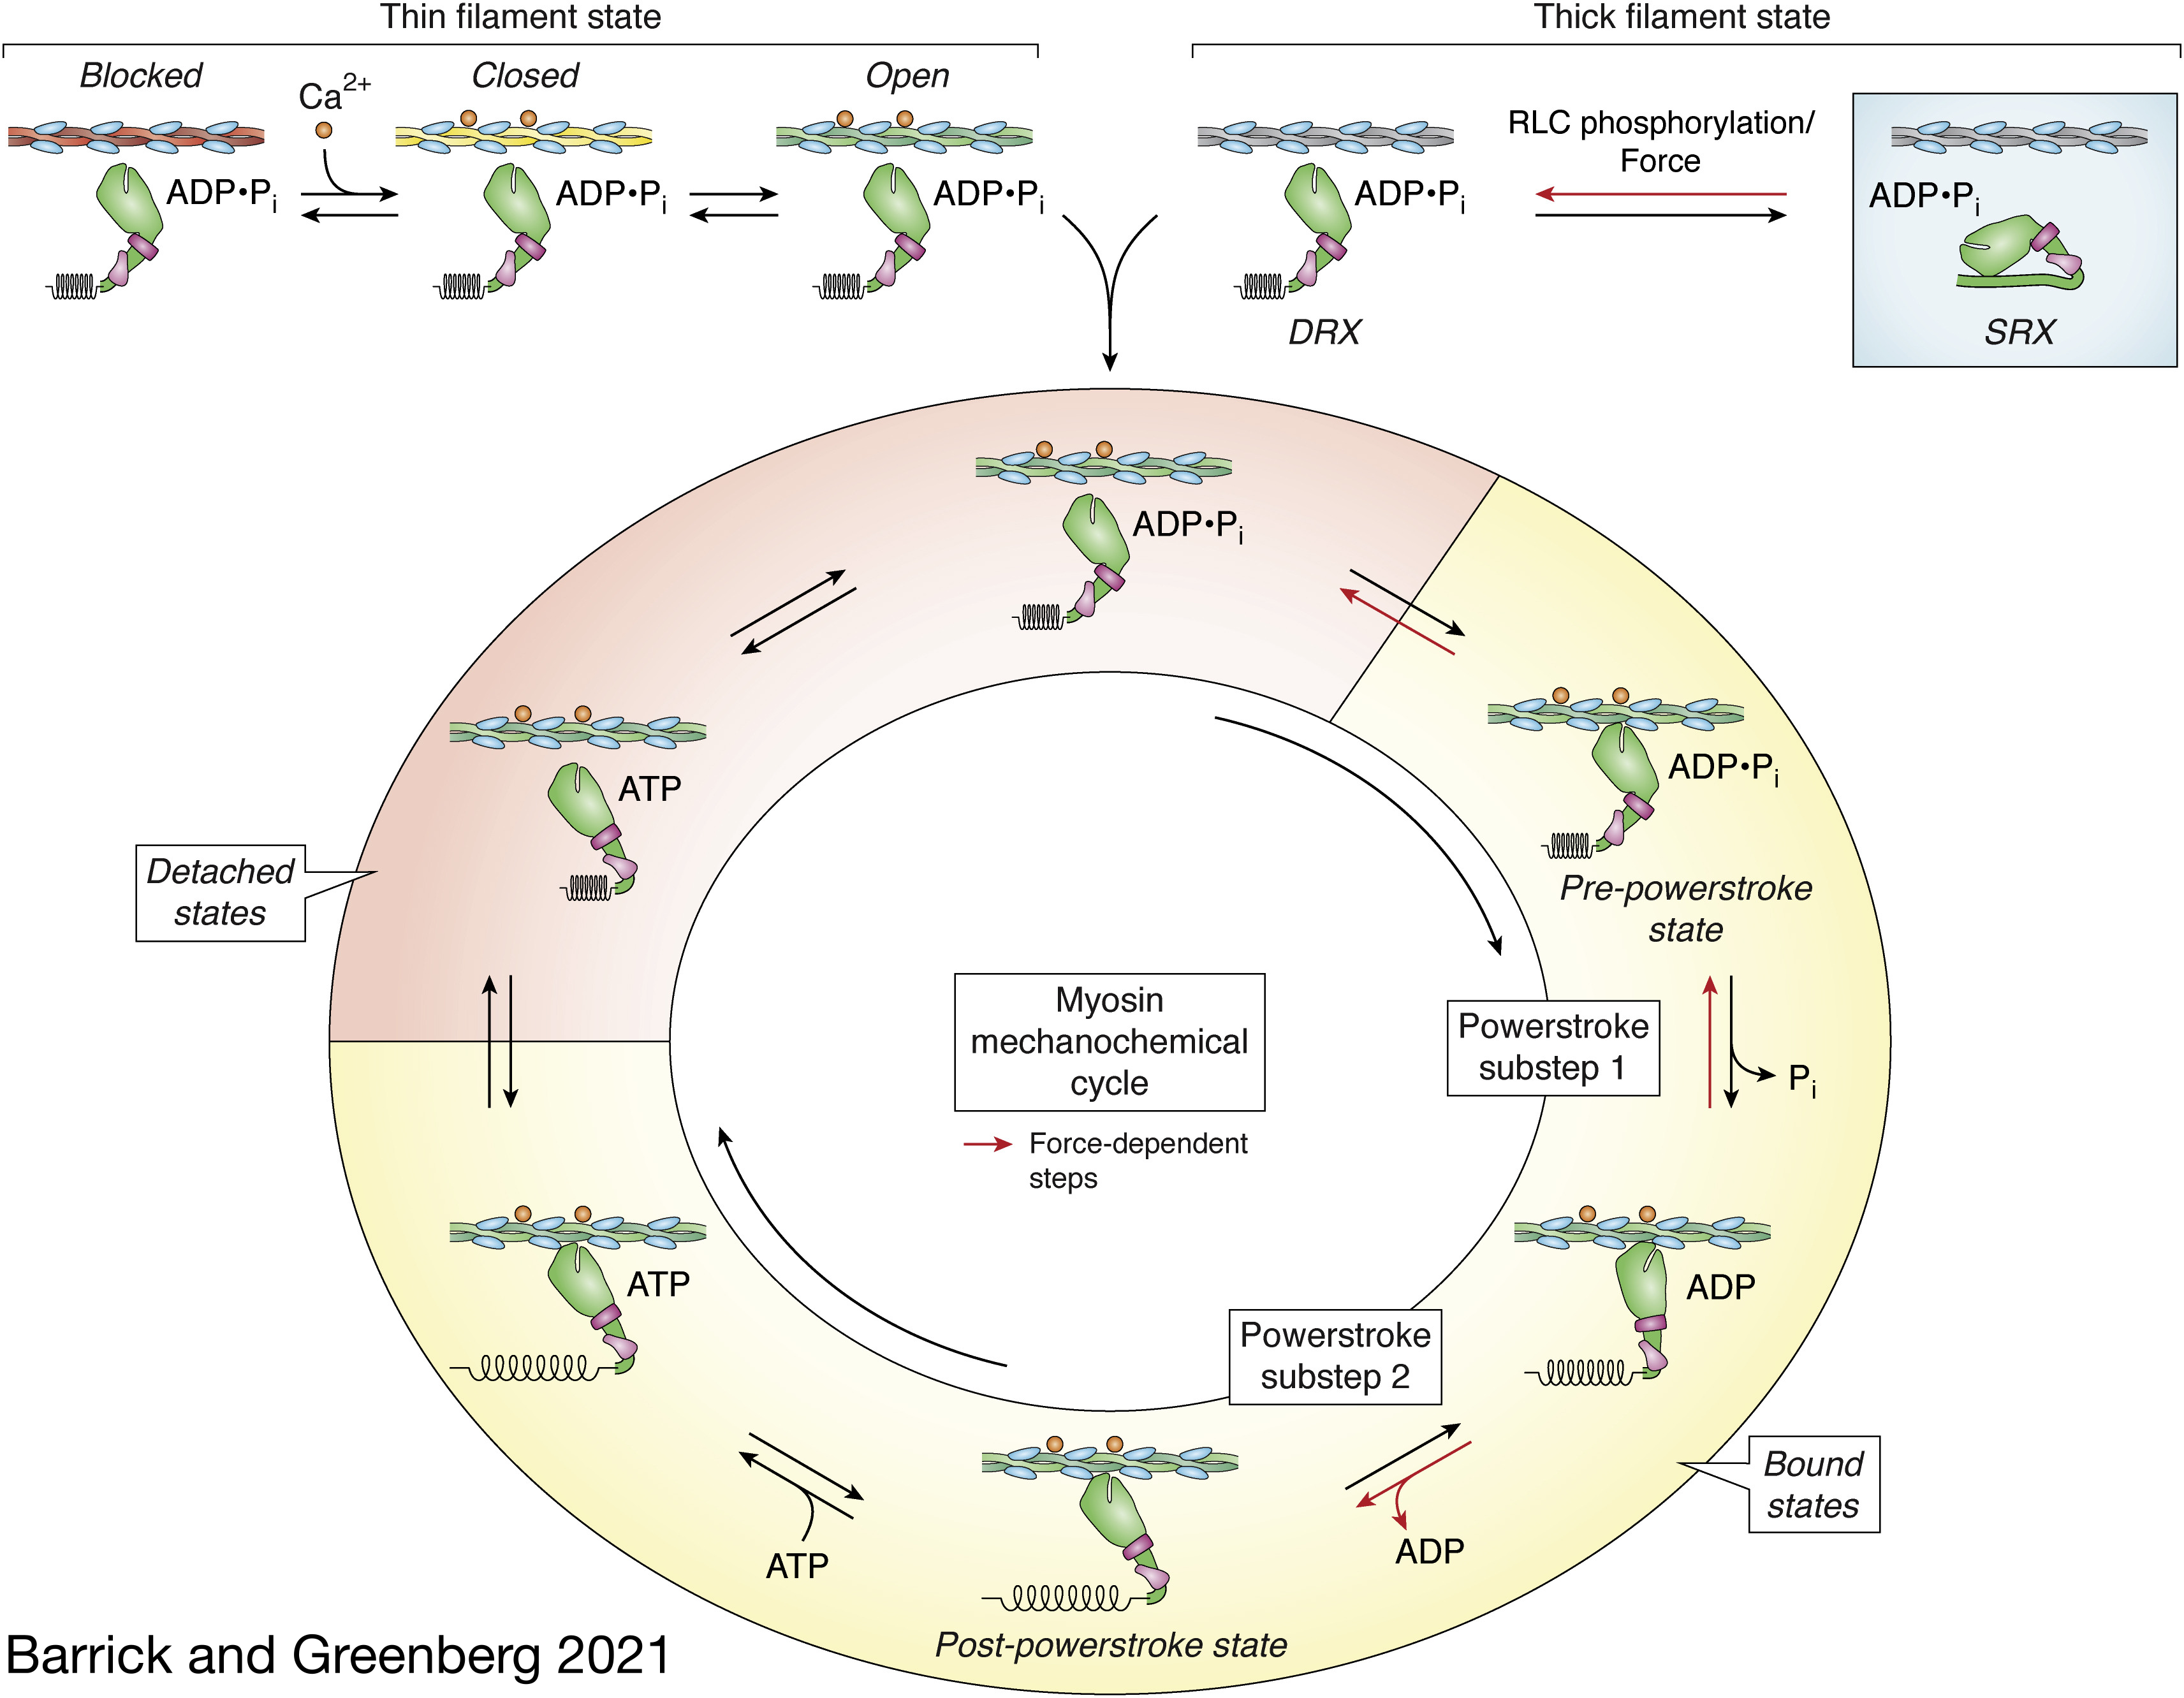 Thin filament state
Thick filament state
Blocked
Ca2+
Closed
Open
RLC phosphorylation/
Force
ADP•Pi
ADP•Pi
ADP•Pi
ADP•Pi
ADP•Pi
DRX
SRX
ADP•Pi
ADP•Pi
ATP
Detached
states
Pre-powerstroke
state
Myosin
mechanochemical
cycle
Force-dependent
steps
Powerstroke
substep 1
Pi
ATP
ADP
Powerstroke
substep 2
Bound
states
ATP
ADP
Post-powerstroke state
Barrick and Greenberg 2021